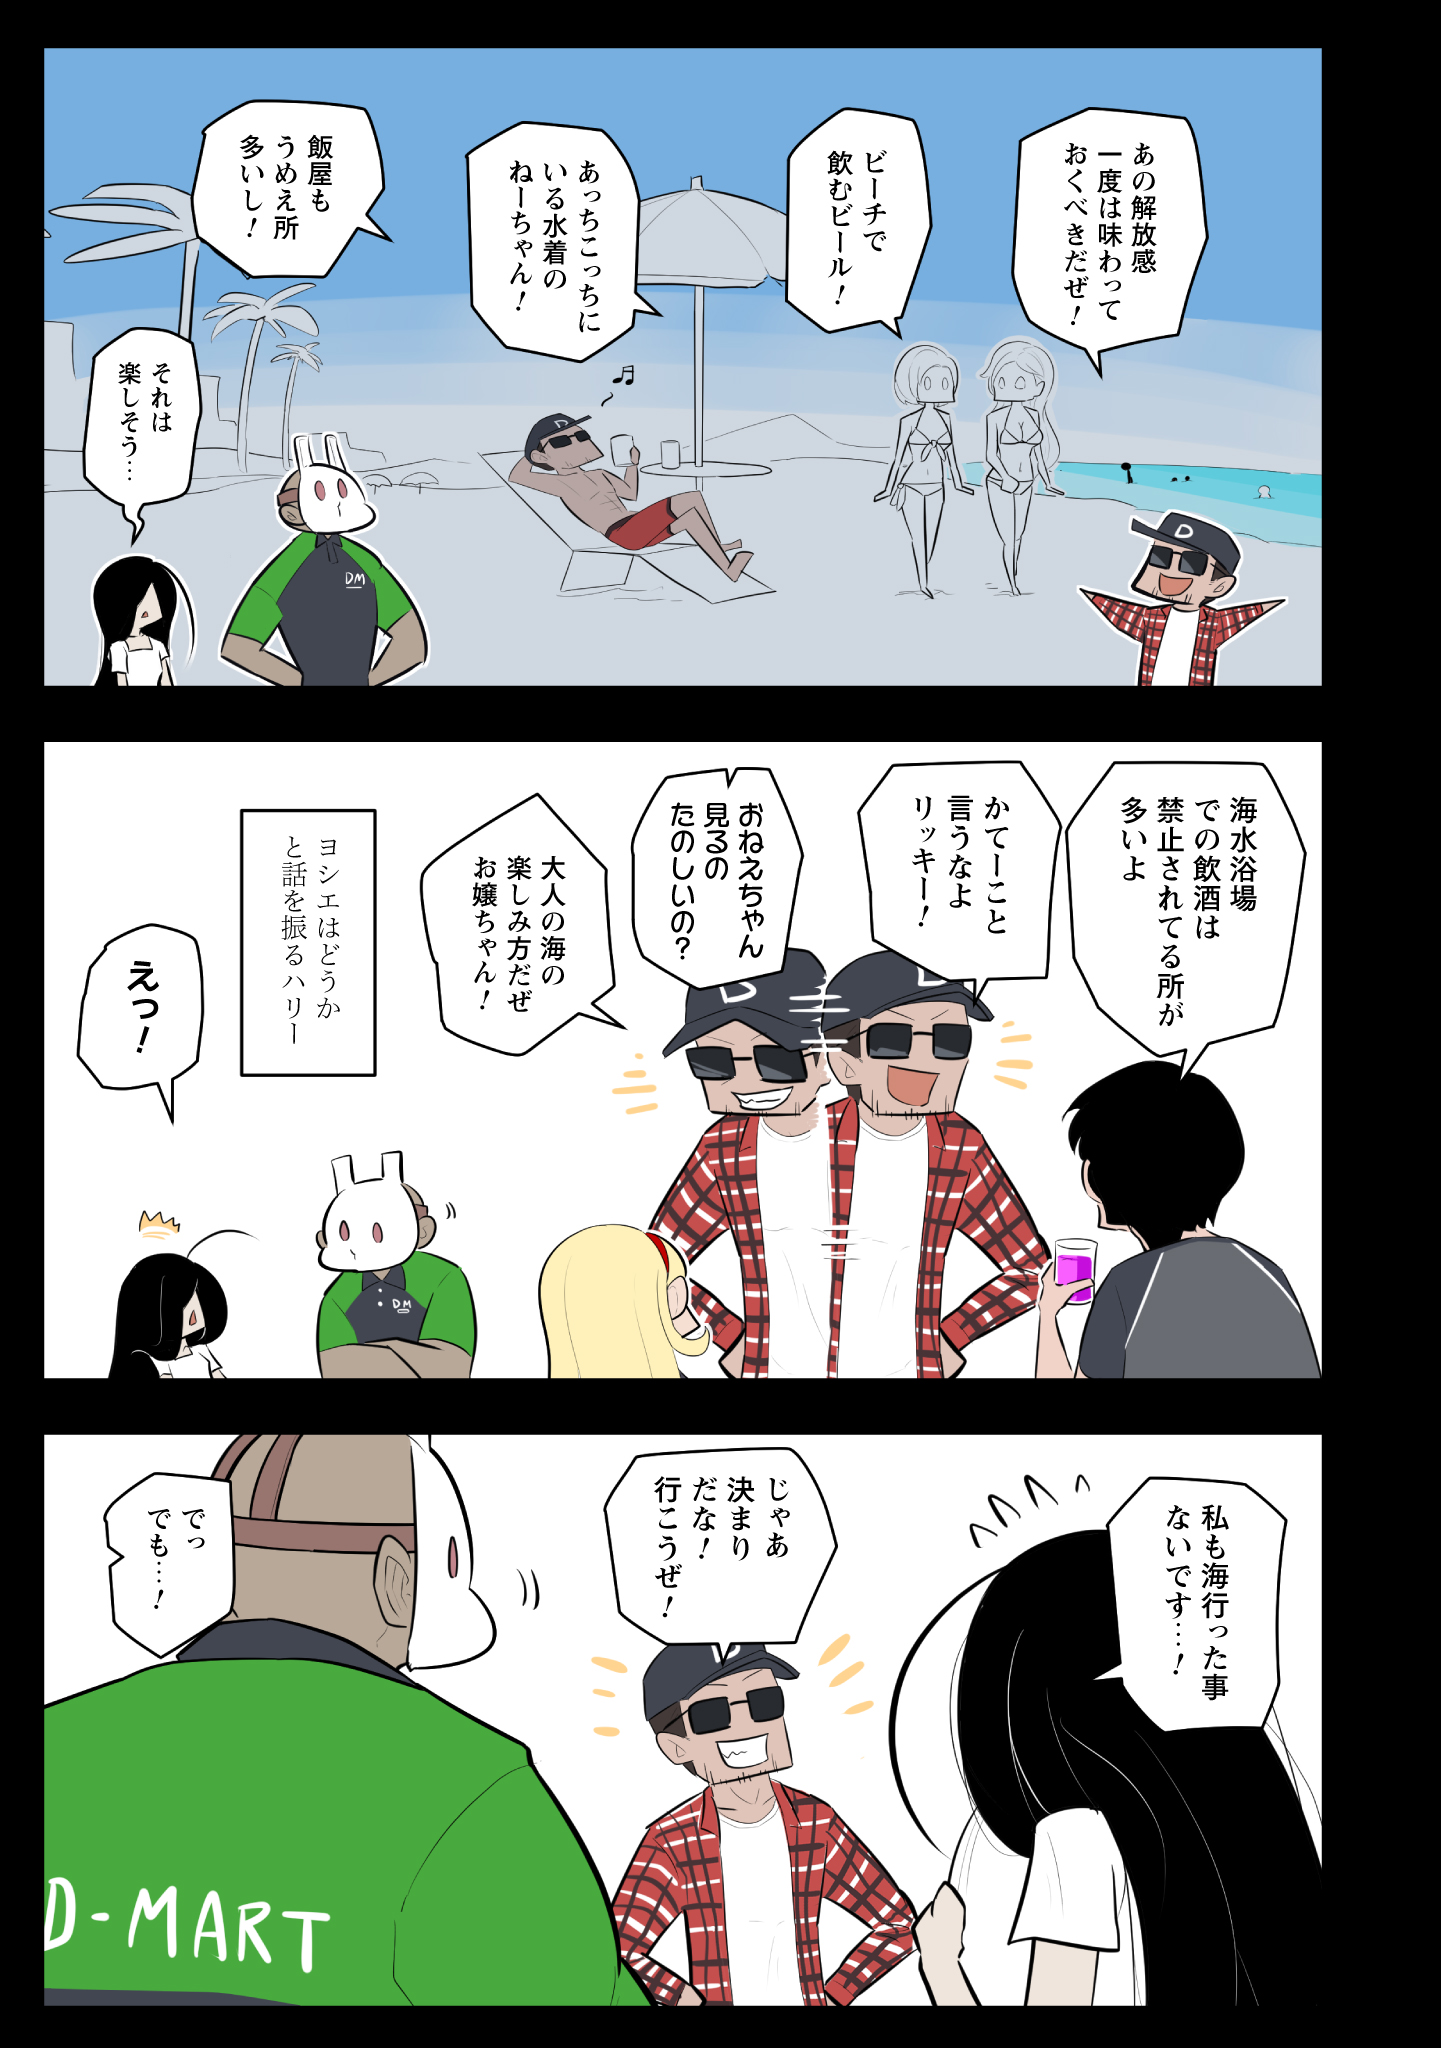 あの解放感
一度は味わって
おくべきだぜ！
ビーチで
飲むビール！
あっちこっちに
いる水着の
ねーちゃん！
飯屋も
うめえ所
多いし！
それは
楽しそう…
D
DM
D
海水浴場
での飲酒は
禁止されてる所が
多いよ
かてーこと
言うなよ
リッキー！
おねえちゃん
見るの
たのしいの？
大人の海の
楽しみ方だぜ
お嬢ちゃん！
ヨシエはどうか
と話を振るハリー
えっ！
D
D
DM
私も海行った事
ないです…！
じゃあ
決まり
だな！
行こうぜ！
でっ
でも…！
D
D-MART